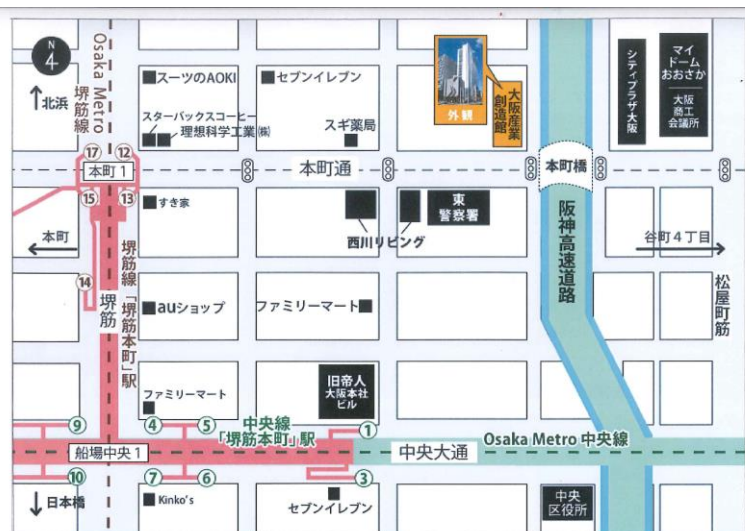 N
4
北浜
Osaka Metro
堺筋線
スーツのAOKI
セブンイレブン
スターバックスコーヒー
理想科学工業㈱
スギ薬局
外観
大阪産業
創造館
シティプラザ大阪
マイ
ドーム
おおさか
大阪
商工
会議所
17
12
本町1
15
13
本町通
本町橋
すき家
西川リビング
東
警察署
本町
谷町4丁目
阪神高速道路
松屋町筋
14
堺筋
堺筋線「堺筋本町」駅
auショップ
ファミリーマート
ファミリーマート
旧帝人
大阪本社
ビル
9
4
5
中央線
「堺筋本町」駅
1
船場中央1
中央大通
Osaka Metro 中央線
10
7
6
3
日本橋
Kinko's
セブンイレブン
中央
区役所